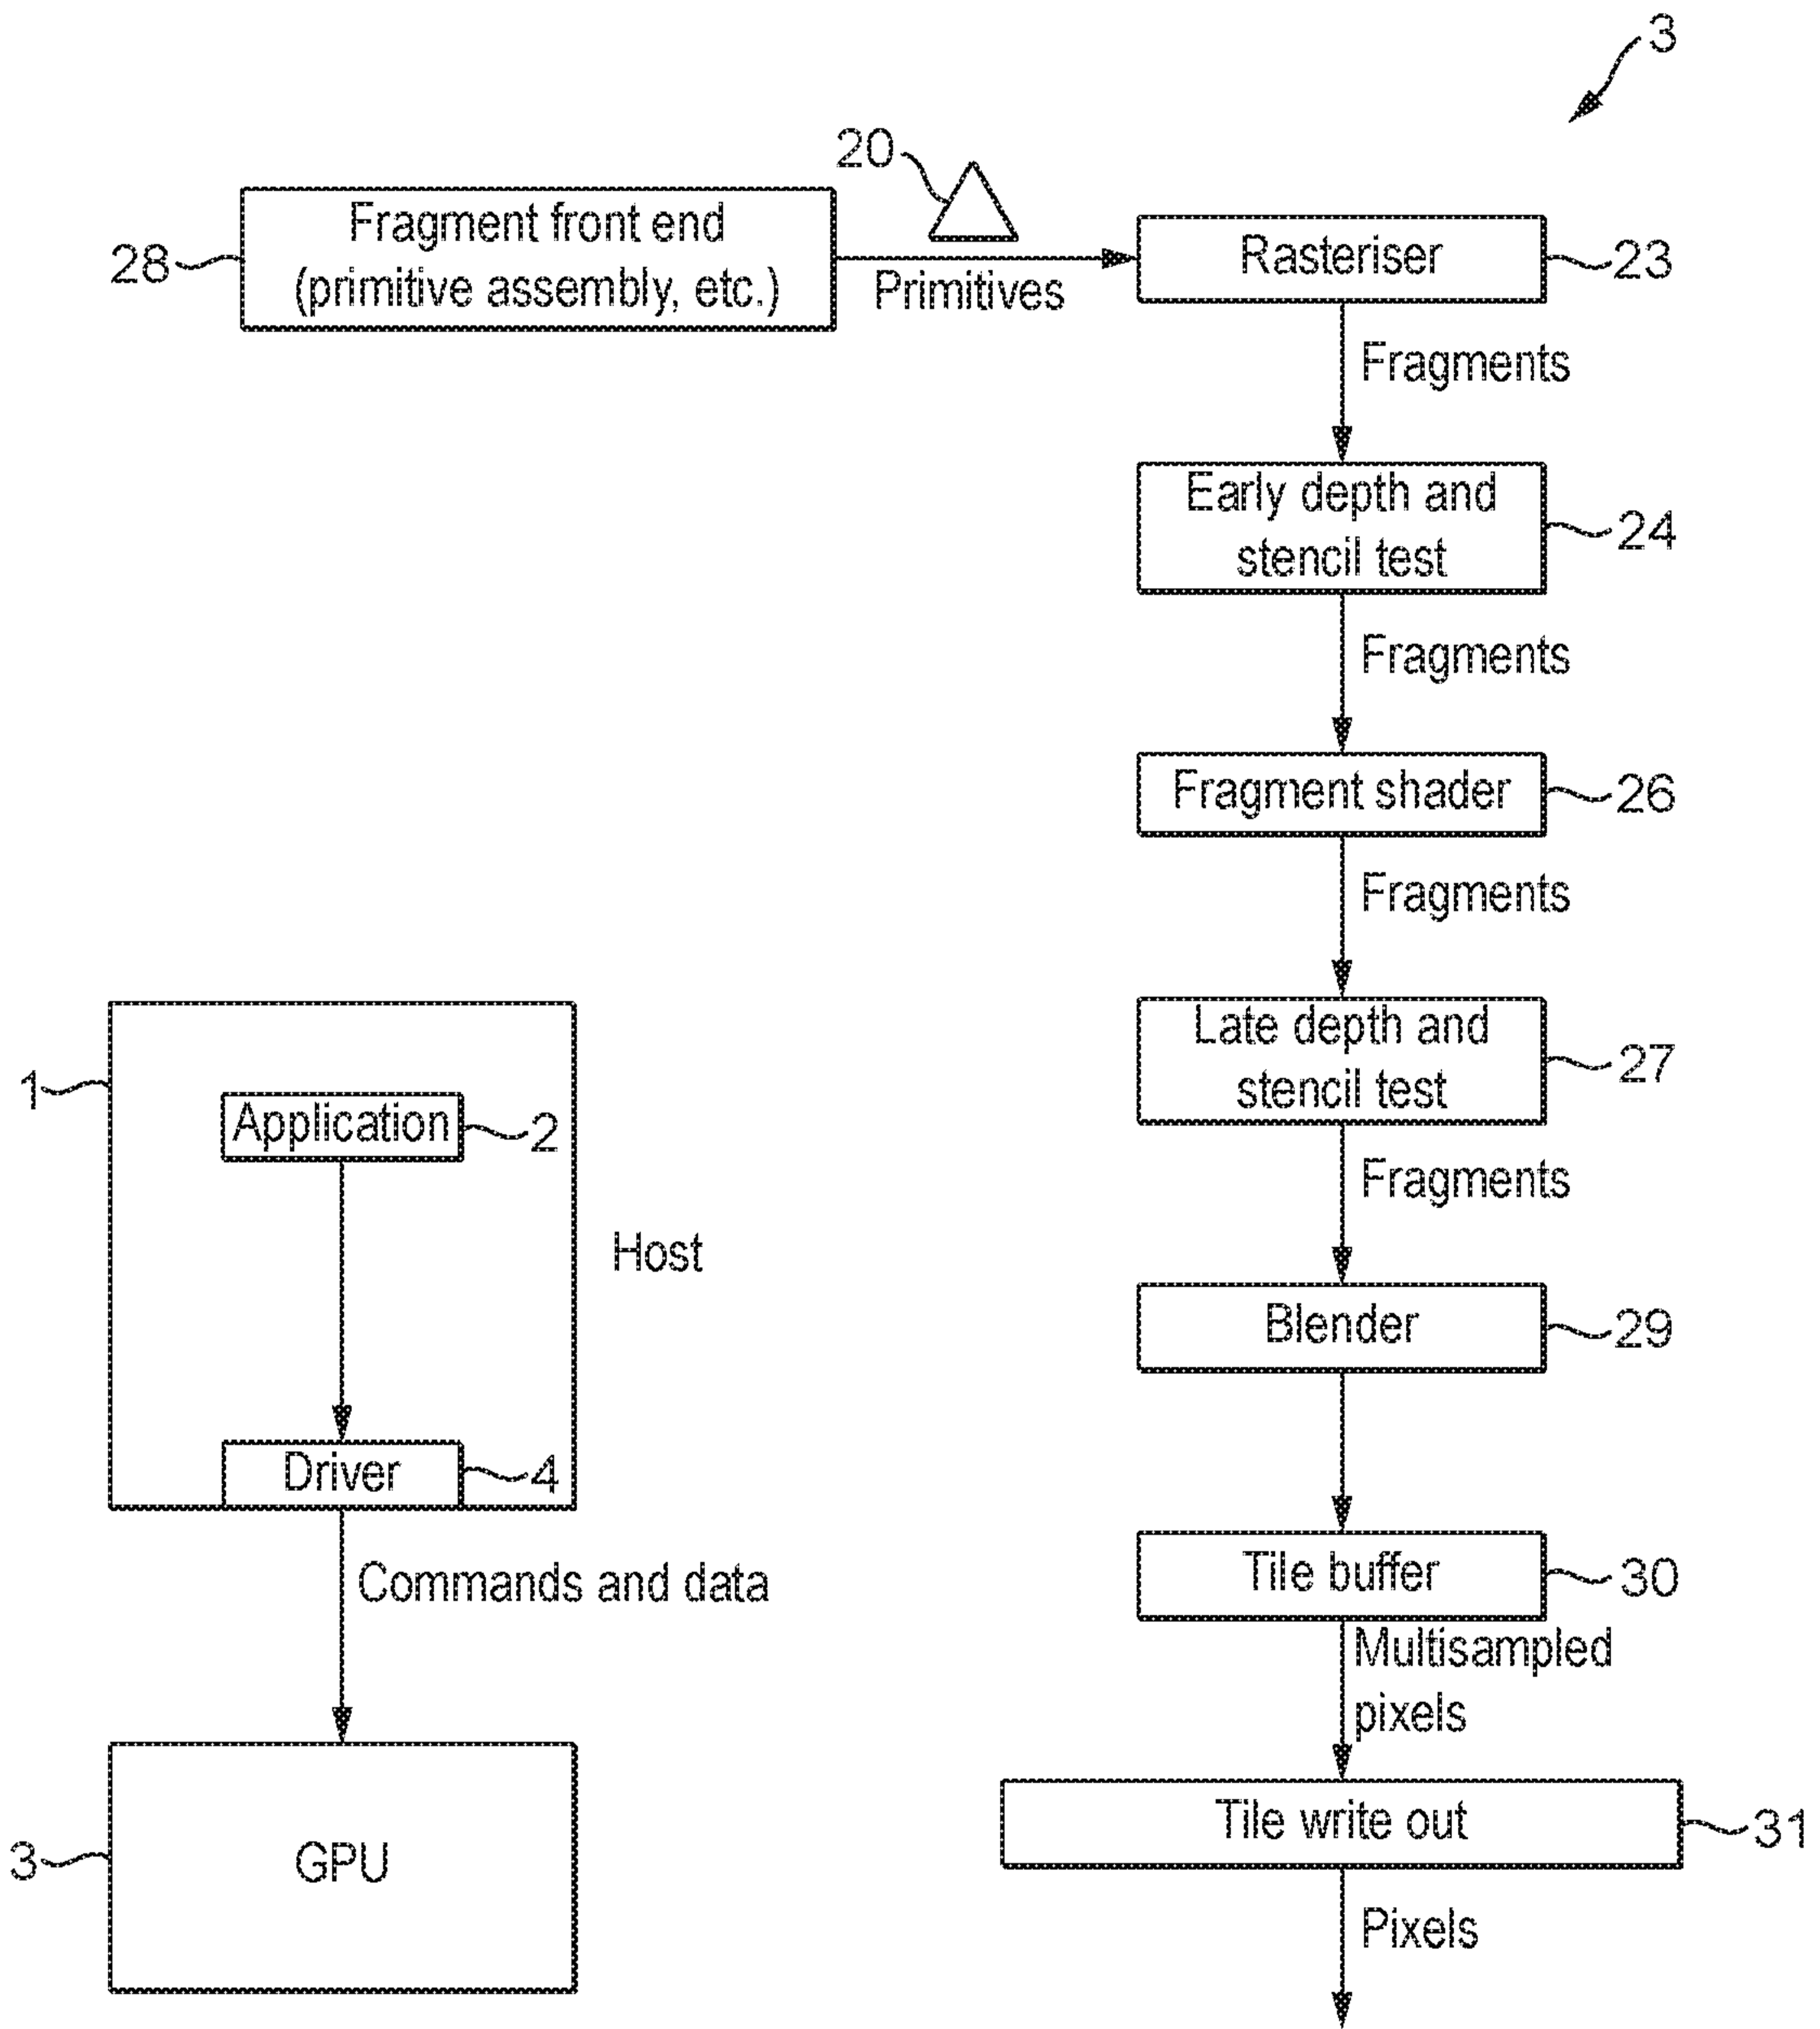 3
20
Fragment front end
(primitive assembly, etc.)
28
Primitives
Rasteriser
23
Fragments
Early depth and
stencil test
24
Fragments
Fragment shader
26
Fragments
Late depth and
stencil test
27
Fragments
Blender
29
Tile buffer
30
Multisampled
pixels
Tile write out
31
Pixels
1
Application
2
Host
Driver
4
Commands and data
3
GPU